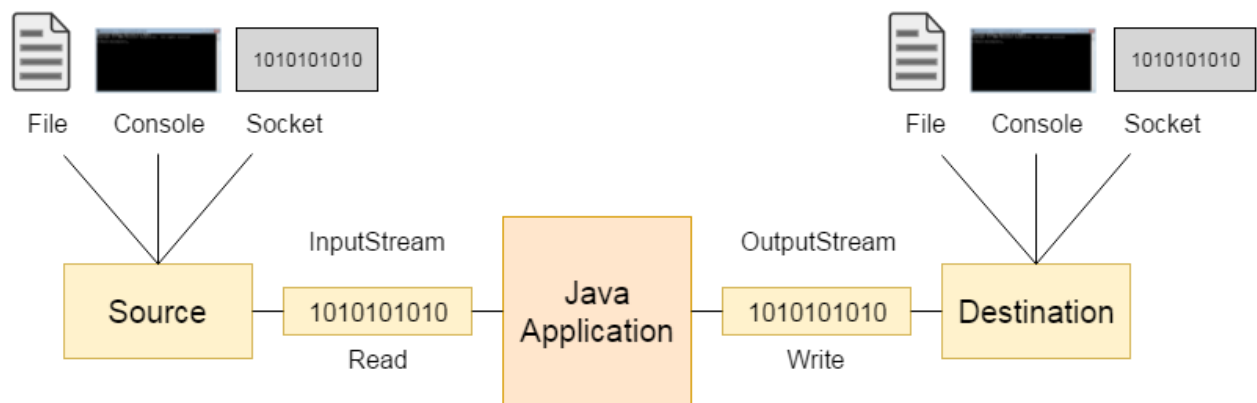 1010101010
1010101010
File
Console
Socket
File
Console
Socket
InputStream
OutputStream
Source
1010101010
Java
Application
1010101010
Destination
Read
Write